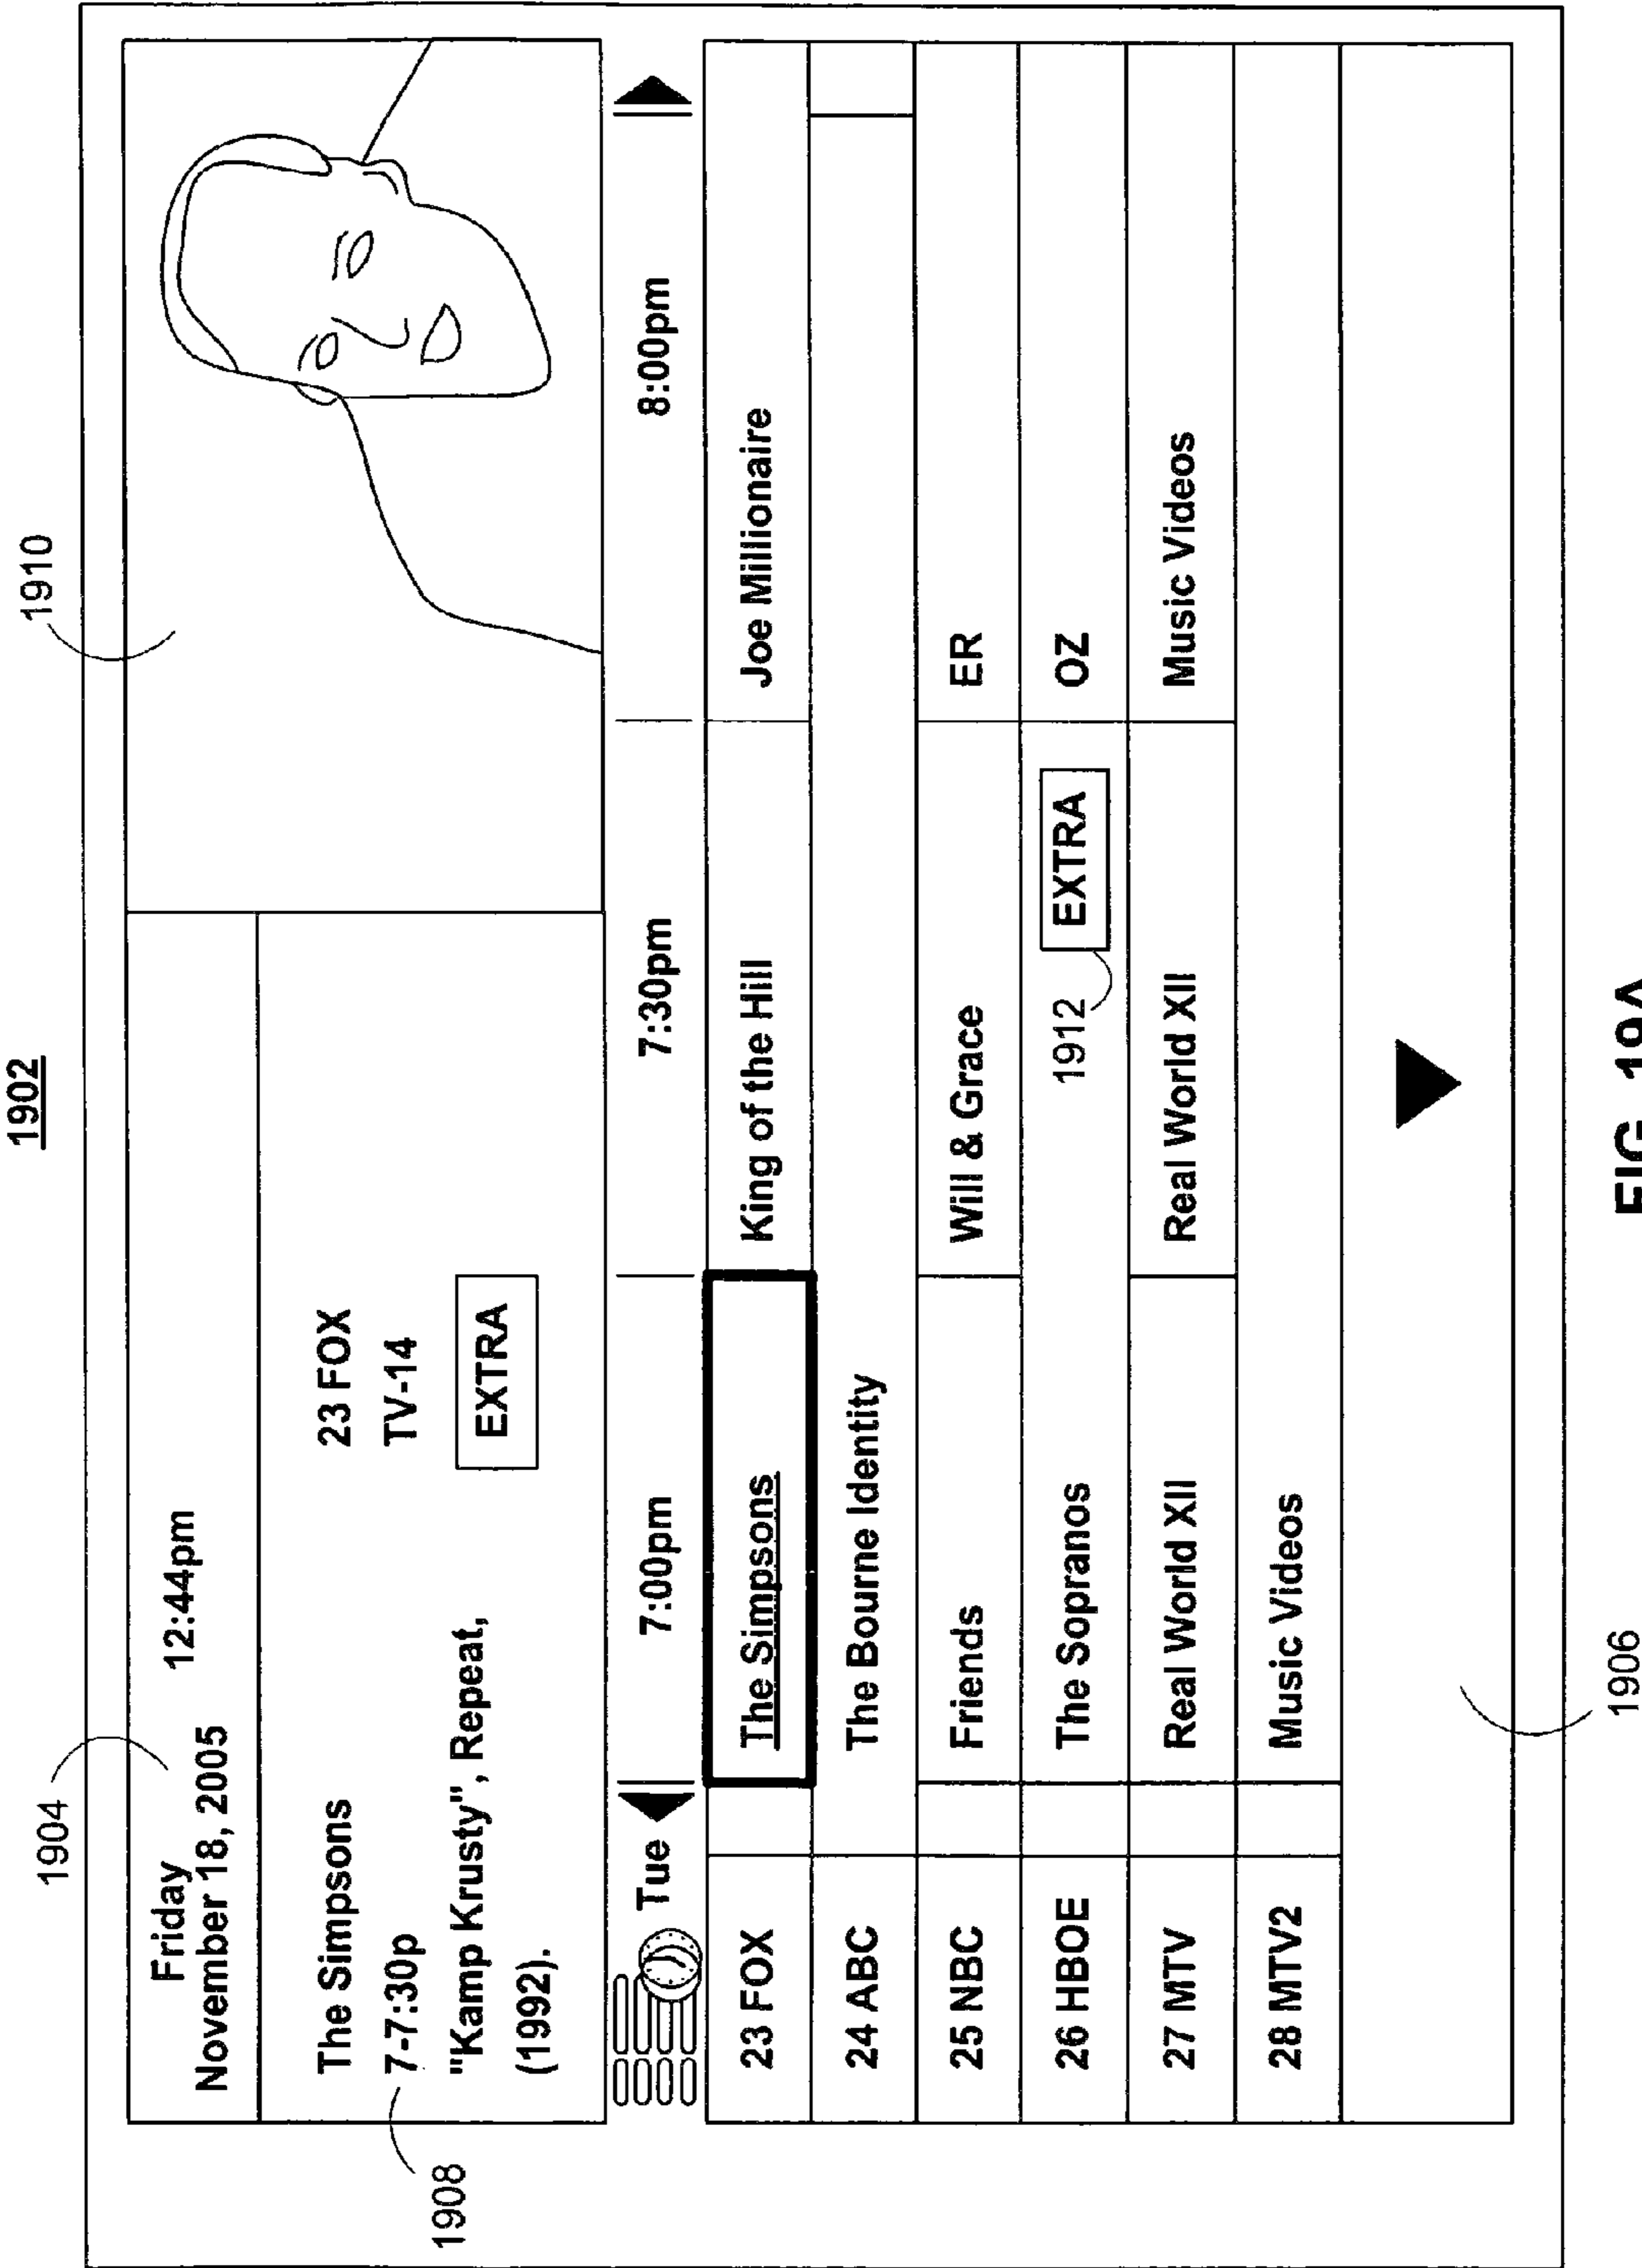 1902
1904
1910
Friday
November 18, 2005 12:44pm
The Simpsons 23 FOX
7-7:30p TV-14
"Kamp Krusty", Repeat, EXTRA
(1992).
1908
Tue 7:00pm 7:30pm 8:00pm
23 FOX The Simpsons King of the Hill Joe Millionaire
24 ABC The Bourne Identity
25 NBC Friends Will & Grace ER
26 HBOE The Sopranos 1912 EXTRA OZ
27 MTV Real World XII Real World XII Music Videos
28 MTV2 Music Videos
1906
FIG. 19A